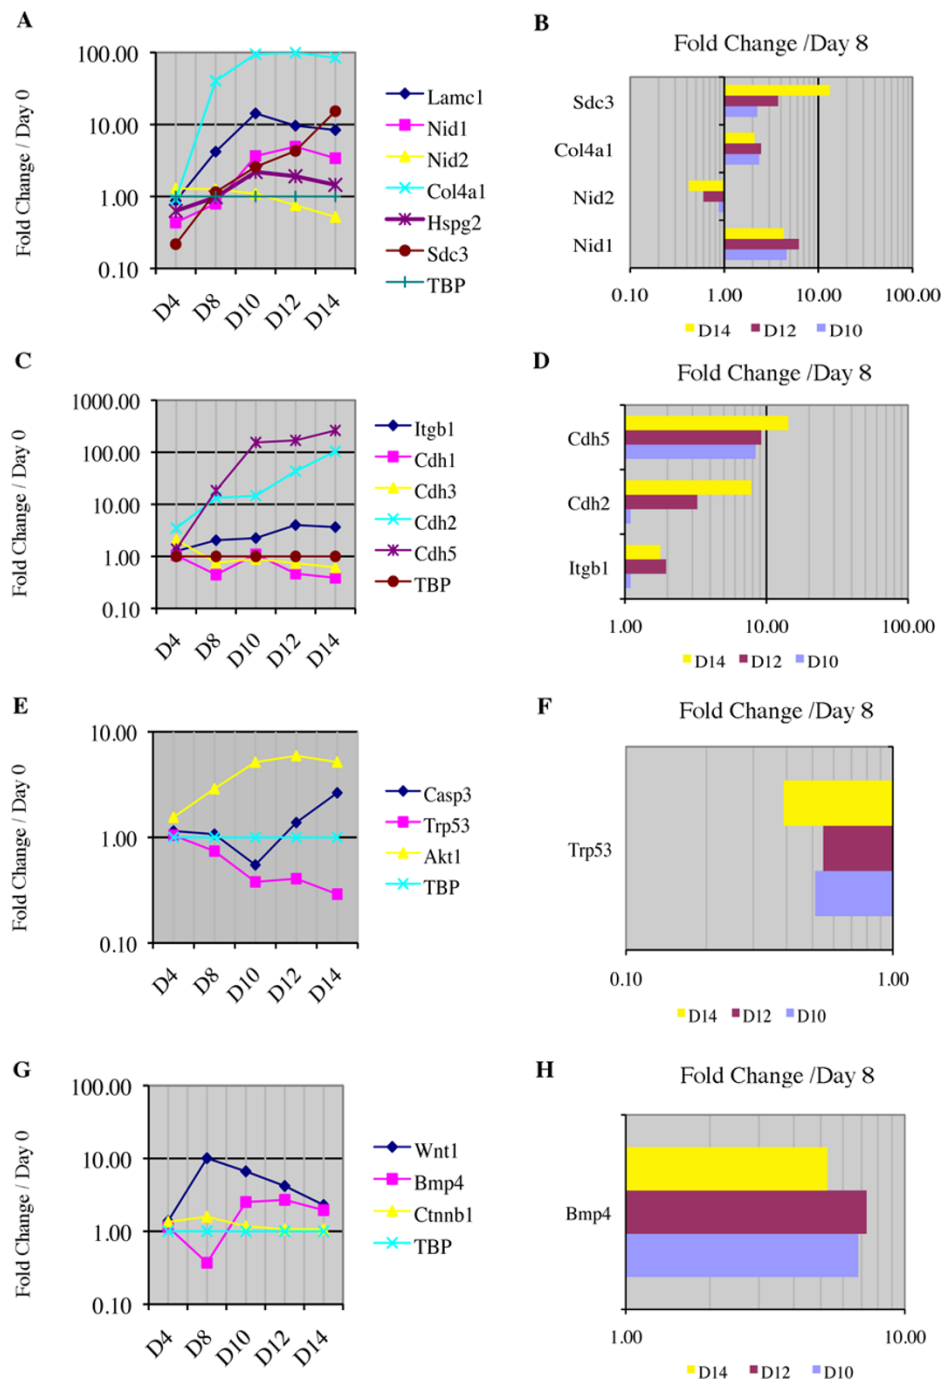 A
Fold Change / Day 0
100.00
10.00
1.00
0.10
D4
D8
D10
D12
D14
Lamc1
Nid1
Nid2
Col4a1
Hspg2
Sdc3
TBP
B
Fold Change /Day 8
Sdc3
Col4a1
Nid2
Nid1
0.10 1.00 10.00 100.00
D14 D12 D10
C
Fold Change / Day 0
1000.00
100.00
10.00
1.00
0.10
D4
D8
D10
D12
D14
Itgb1
Cdh1
Cdh3
Cdh2
Cdh5
TBP
D
Fold Change /Day 8
Cdh5
Cdh2
Itgb1
1.00 10.00 100.00
D14 D12 D10
E
Fold Change / Day 0
10.00
1.00
0.10
D4
D8
D10
D12
D14
Casp3
Trp53
Akt1
TBP
F
Fold Change /Day 8
Trp53
0.10 1.00
D14 D12 D10
G
Fold Change / Day 0
100.00
10.00
1.00
0.10
D4
D8
D10
D12
D14
Wnt1
Bmp4
Ctnnb1
TBP
H
Fold Change /Day 8
Bmp4
1.00 10.00
D14 D12 D10